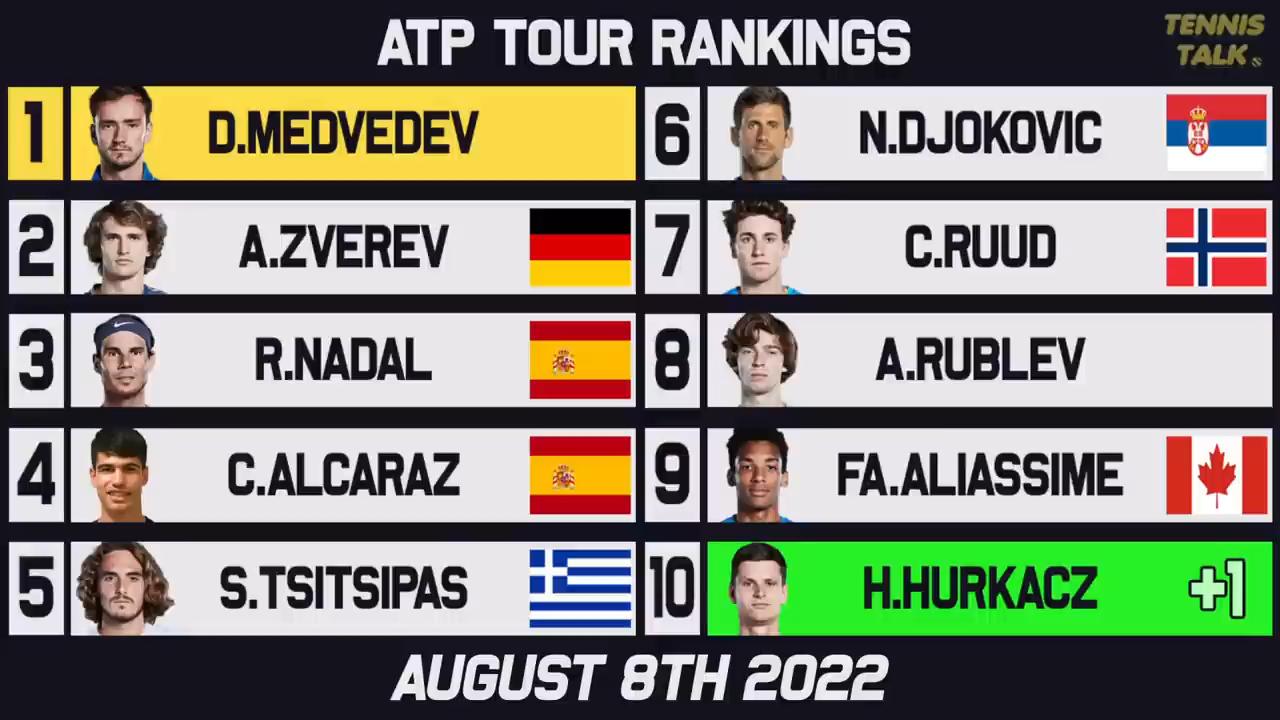 ATP TOUR RANKINGS
TENNIS
TALK
1 D.MEDVEDEV
2 A.ZVEREV
3 R.NADAL
4 C.ALCARAZ
5 S.TSITSIPAS
6 N.DJOKOVIC
7 C.RUUD
8 A.RUBLEV
9 FA.ALIASSIME
10 H.HURKACZ +1
AUGUST 8TH 2022